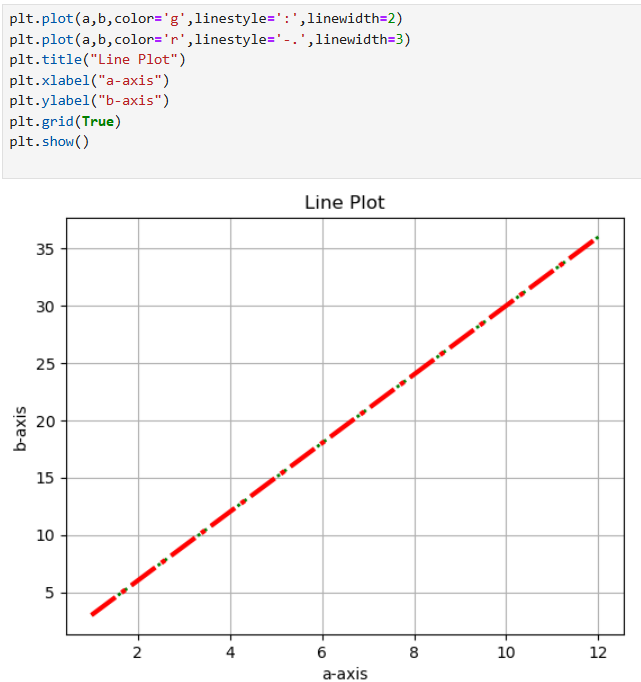 plt.plot(a,b,color='g',linestyle=':',linewidth=2)
plt.plot(a,b,color='r',linestyle='-.',linewidth=3)
plt.title("Line Plot")
plt.xlabel("a-axis")
plt.ylabel("b-axis")
plt.grid(True)
plt.show()
Line Plot
35
30
25
20
15
10
5
b-axis
2 4 6 8 10 12
a-axis